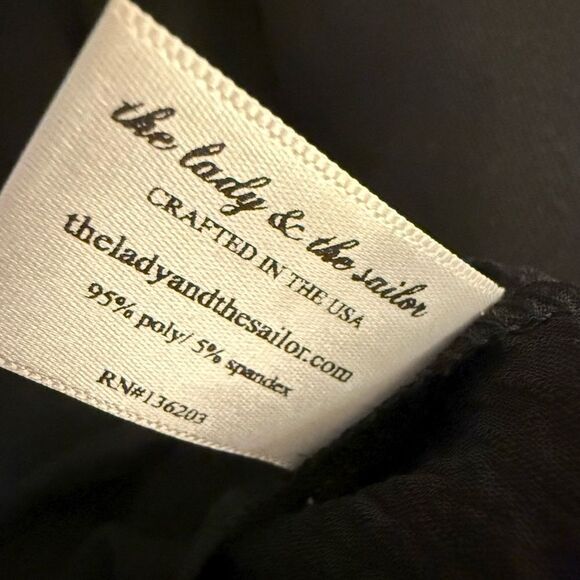 the lady & the sailor
CRAFTED IN THE USA
theladyandthesailor.com
95% poly/ 5% spandex
RN#136203